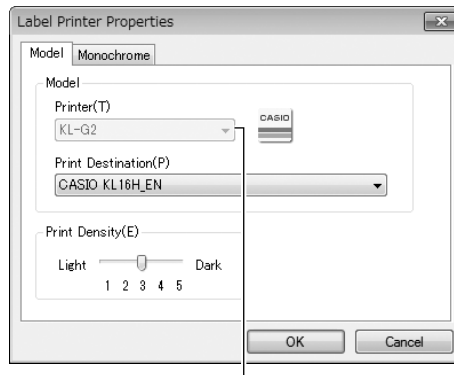 Label Printer Properties
Model Monochrome
Model
Printer(T)
KL-G2
CASIO
Print Destination(P)
CASIO KL16H_EN
Print Density(E)
Light Dark
1 2 3 4 5
OK Cancel